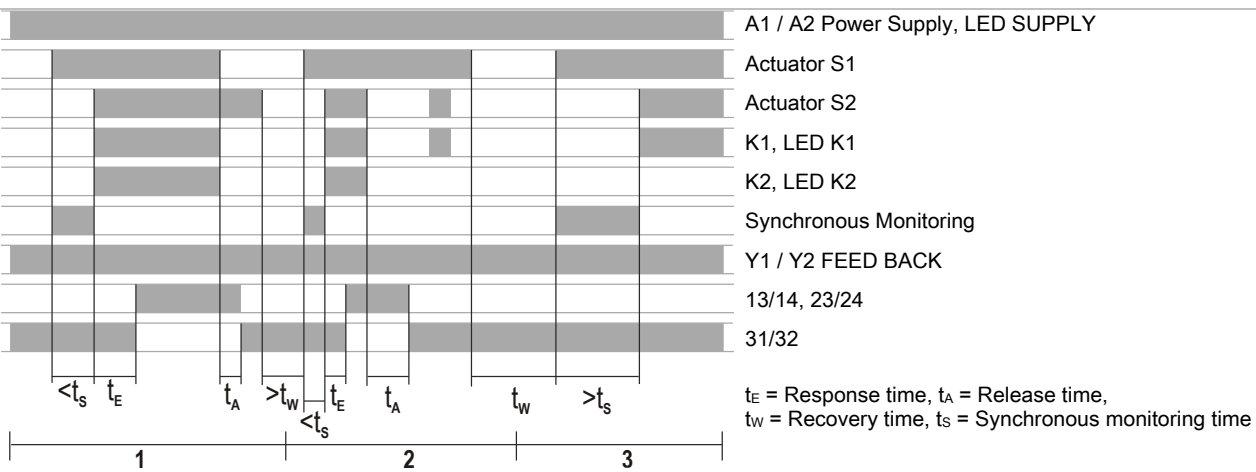 A1 / A2 Power Supply, LED SUPPLY
Actuator S1
Actuator S2
K1, LED K1
K2, LED K2
Synchronous Monitoring
Y1 / Y2 FEED BACK
13/14, 23/24
31/32
<tS tE tA >tW <tS tE tA tW >tS
tE = Response time, tA = Release time,
tW = Recovery time, tS = Synchronous monitoring time
1 2 3